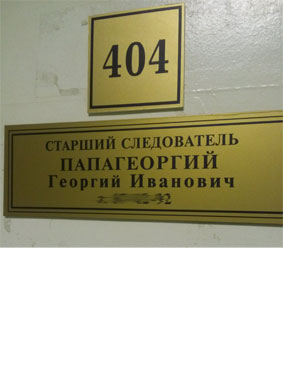 404
СТАРШИЙ СЛЕДОВАТЕЛЬ
ПАПАГЕОРГИЙ
Георгий Иванович